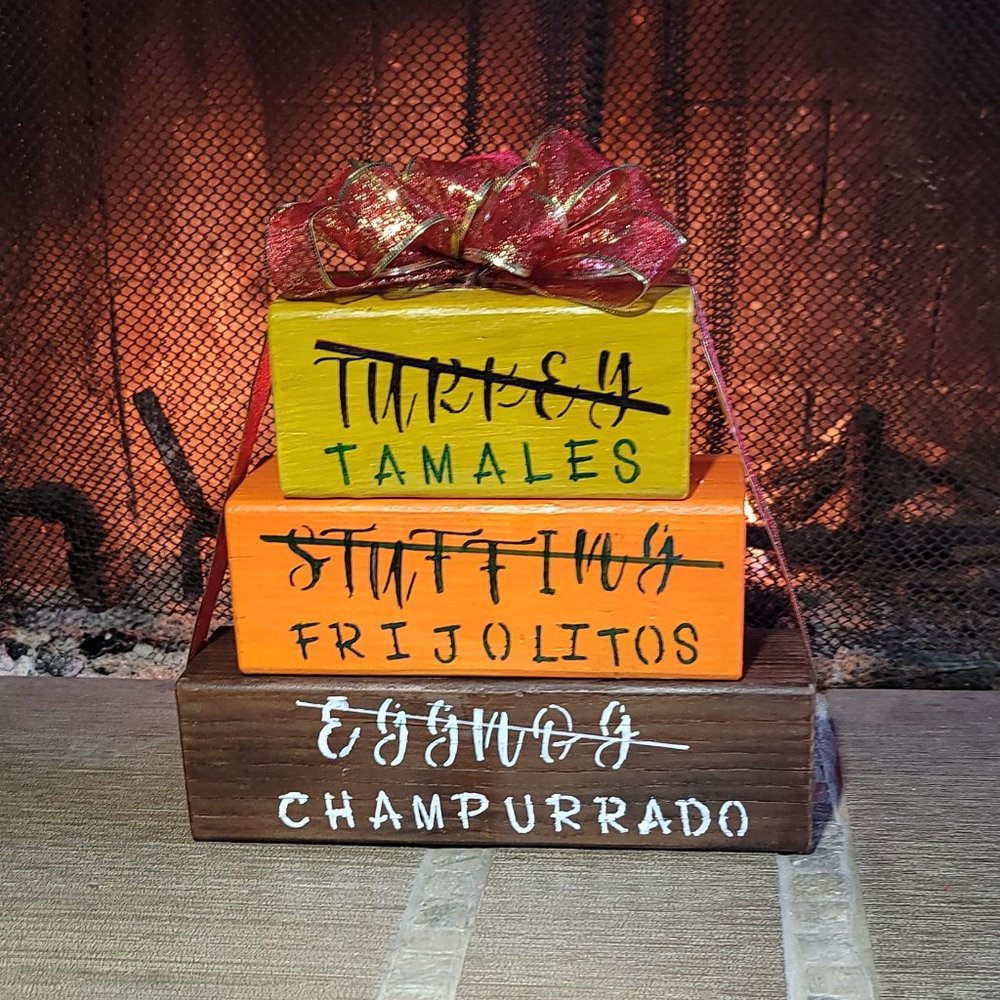 TURKEY
TAMALES
STUFFING
FRIJOLITOS
EGGNOG
CHAMPURRADO